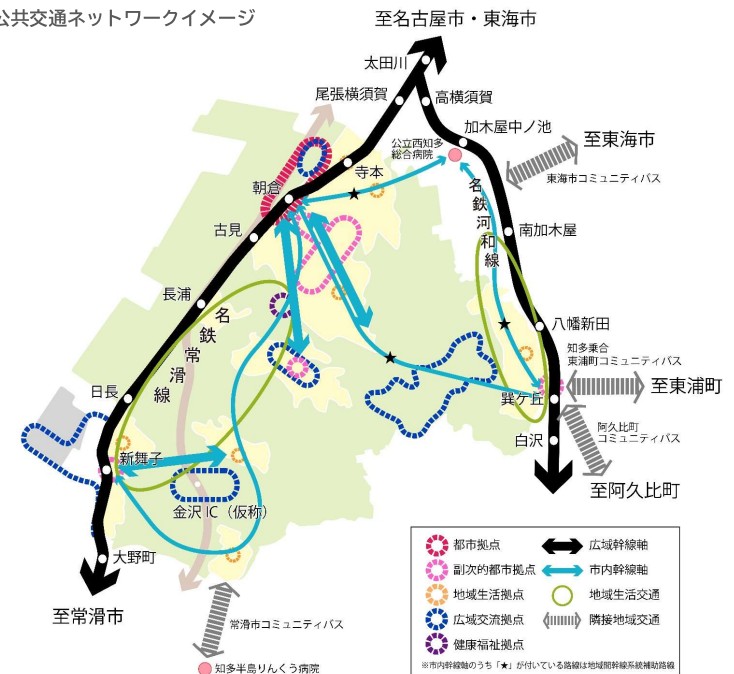 公共交通ネットワークイメージ
至名古屋市・東海市
太田川
尾張横須賀
高横須賀
加木屋中ノ池
公立西知多
総合病院
至東海市
東海市コミュニティバス
寺本
朝倉
★
名鉄河和線
古見
南加木屋
長浦
名鉄常滑線
★
八幡新田
★
知多乗合
東浦町コミュニティバス
至東浦町
日長
巽ケ丘
阿久比町
コミュニティバス
白沢
新舞子
至阿久比町
金沢IC(仮称)
大野町
至常滑市
常滑市コミュニティバス
知多半島りんくう病院
都市拠点
広域幹線軸
副次的都市拠点
市内幹線軸
地域生活拠点
地域生活交通
広域交流拠点
隣接地域交通
健康福祉拠点
※市内幹線軸のうち「★」が付いている路線は地域間幹線系統補助路線